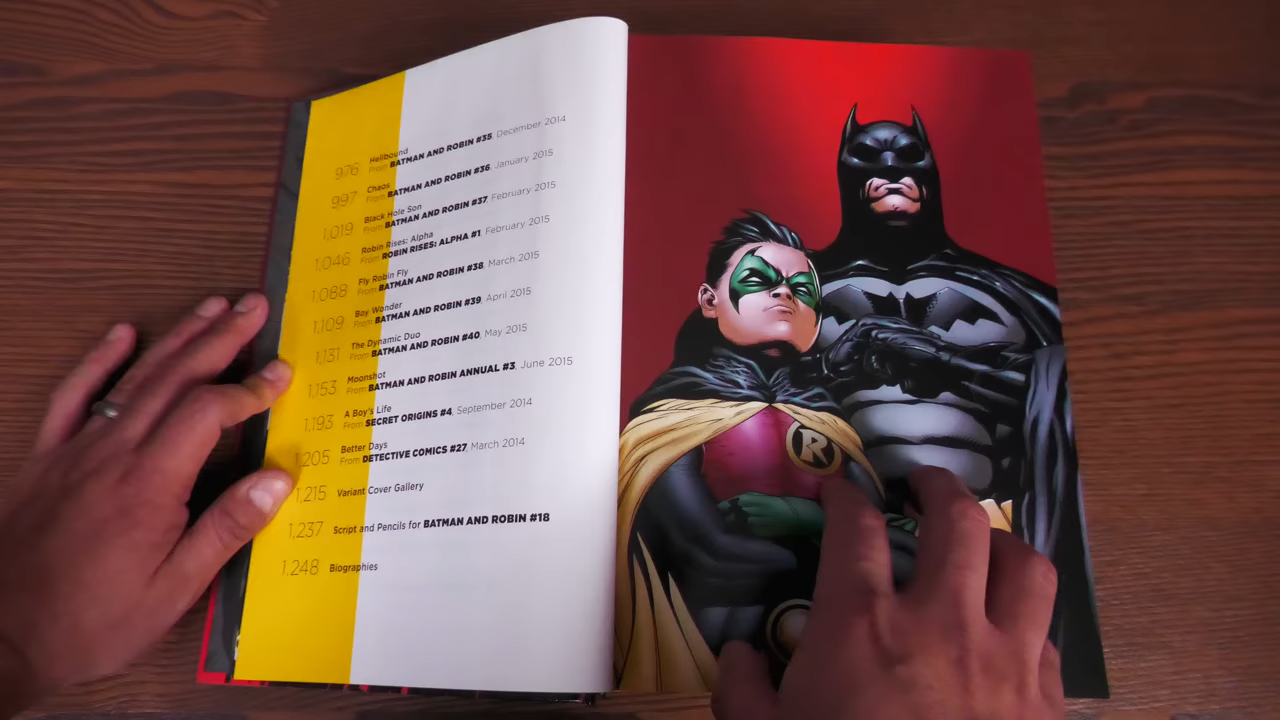 976 Hellbound
From BATMAN AND ROBIN #35, December 2014
997 Chaos
From BATMAN AND ROBIN #36, January 2015
1,019 Black Hole Son
From BATMAN AND ROBIN #37, February 2015
1,046 Robin Rises: Alpha
From ROBIN RISES: ALPHA #1, February 2015
1,088 Fly Robin Fly
From BATMAN AND ROBIN #38, March 2015
1,109 Boy Wonder
From BATMAN AND ROBIN #39, April 2015
1,131 The Dynamic Duo
From BATMAN AND ROBIN #40, May 2015
1,153 Moonshot
From BATMAN AND ROBIN ANNUAL #3, June 2015
1,193 A Boy's Life
From SECRET ORIGINS #4, September 2014
1,205 Better Days
From DETECTIVE COMICS #27, March 2014
1,215 Variant Cover Gallery
1,237 Script and Pencils for BATMAN AND ROBIN #18
1,248 Biographies
R